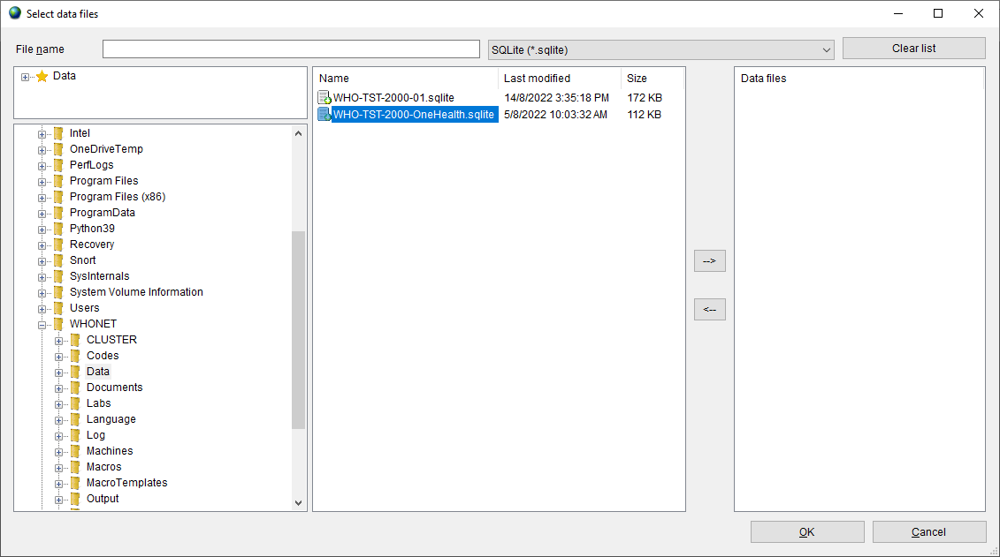 Select data files
File name
SQLite (*.sqlite)
Clear list
Data
Intel
OneDriveTemp
PerfLogs
Program Files
Program Files (x86)
ProgramData
Python39
Recovery
Snort
SysInternals
System Volume Information
Users
WHONET
CLUSTER
Codes
Data
Documents
Labs
Language
Log
Machines
Macros
MacroTemplates
Output
Name Last modified Size
WHO-TST-2000-01.sqlite 14/8/2022 3:35:18 PM 172 KB
WHO-TST-2000-OneHealth.sqlite 5/8/2022 10:03:32 AM 112 KB
-->
<--
Data files
OK
Cancel